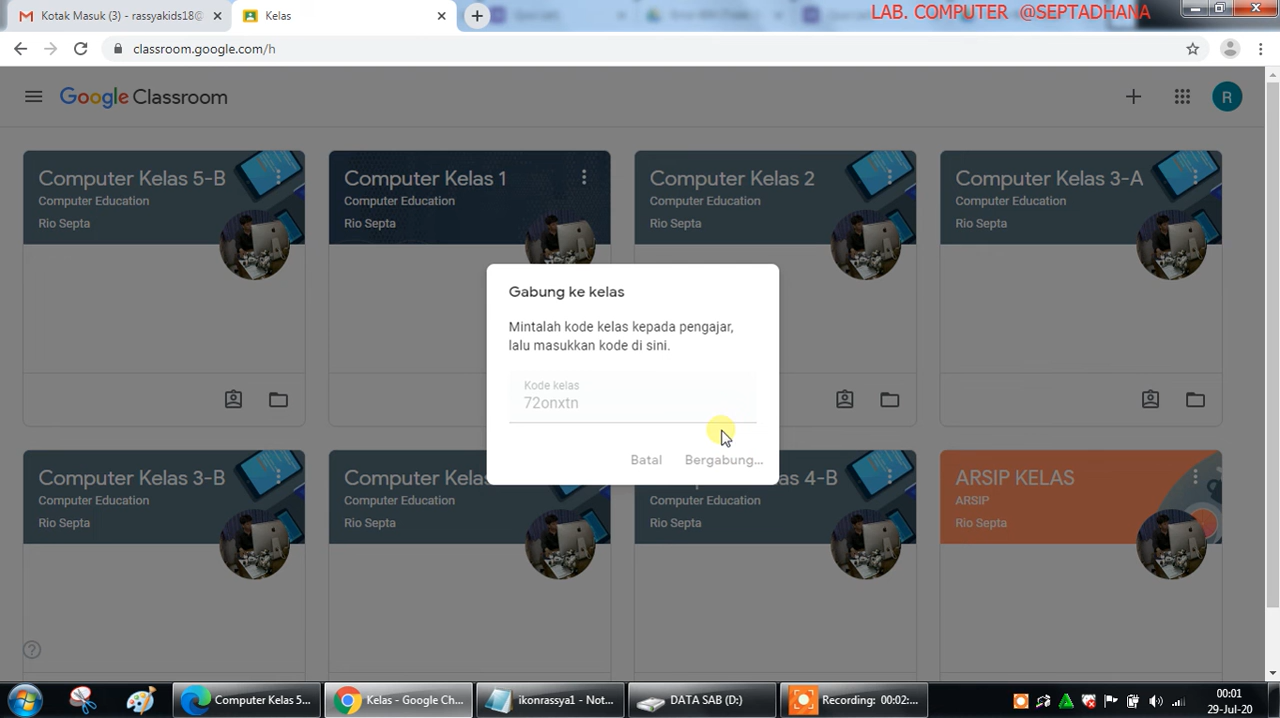 Kotak Masuk (3) - rassyakids18@
Kelas
LAB. COMPUTER @SEPTADHANA
classroom.google.com/h
Google Classroom
R
Computer Kelas 5-B
Computer Education
Rio Septa
Computer Kelas 1
Computer Education
Rio Septa
Computer Kelas 2
Computer Education
Rio Septa
Computer Kelas 3-A
Computer Education
Rio Septa
Gabung ke kelas
Mintalah kode kelas kepada pengajar,
lalu masukkan kode di sini.
Kode kelas
72onxtn
Batal
Bergabung...
Computer Kelas 3-B
Computer Education
Rio Septa
Computer Kelas
Computer Education
Rio Septa
4-B
Computer Education
Rio Septa
ARSIP KELAS
ARSIP
Rio Septa
Computer Kelas 5...
Kelas - Google Ch...
ikonrassya1 - Not...
DATA SAB (D:)
Recording: 00:02:...
00:01
29-Jul-20